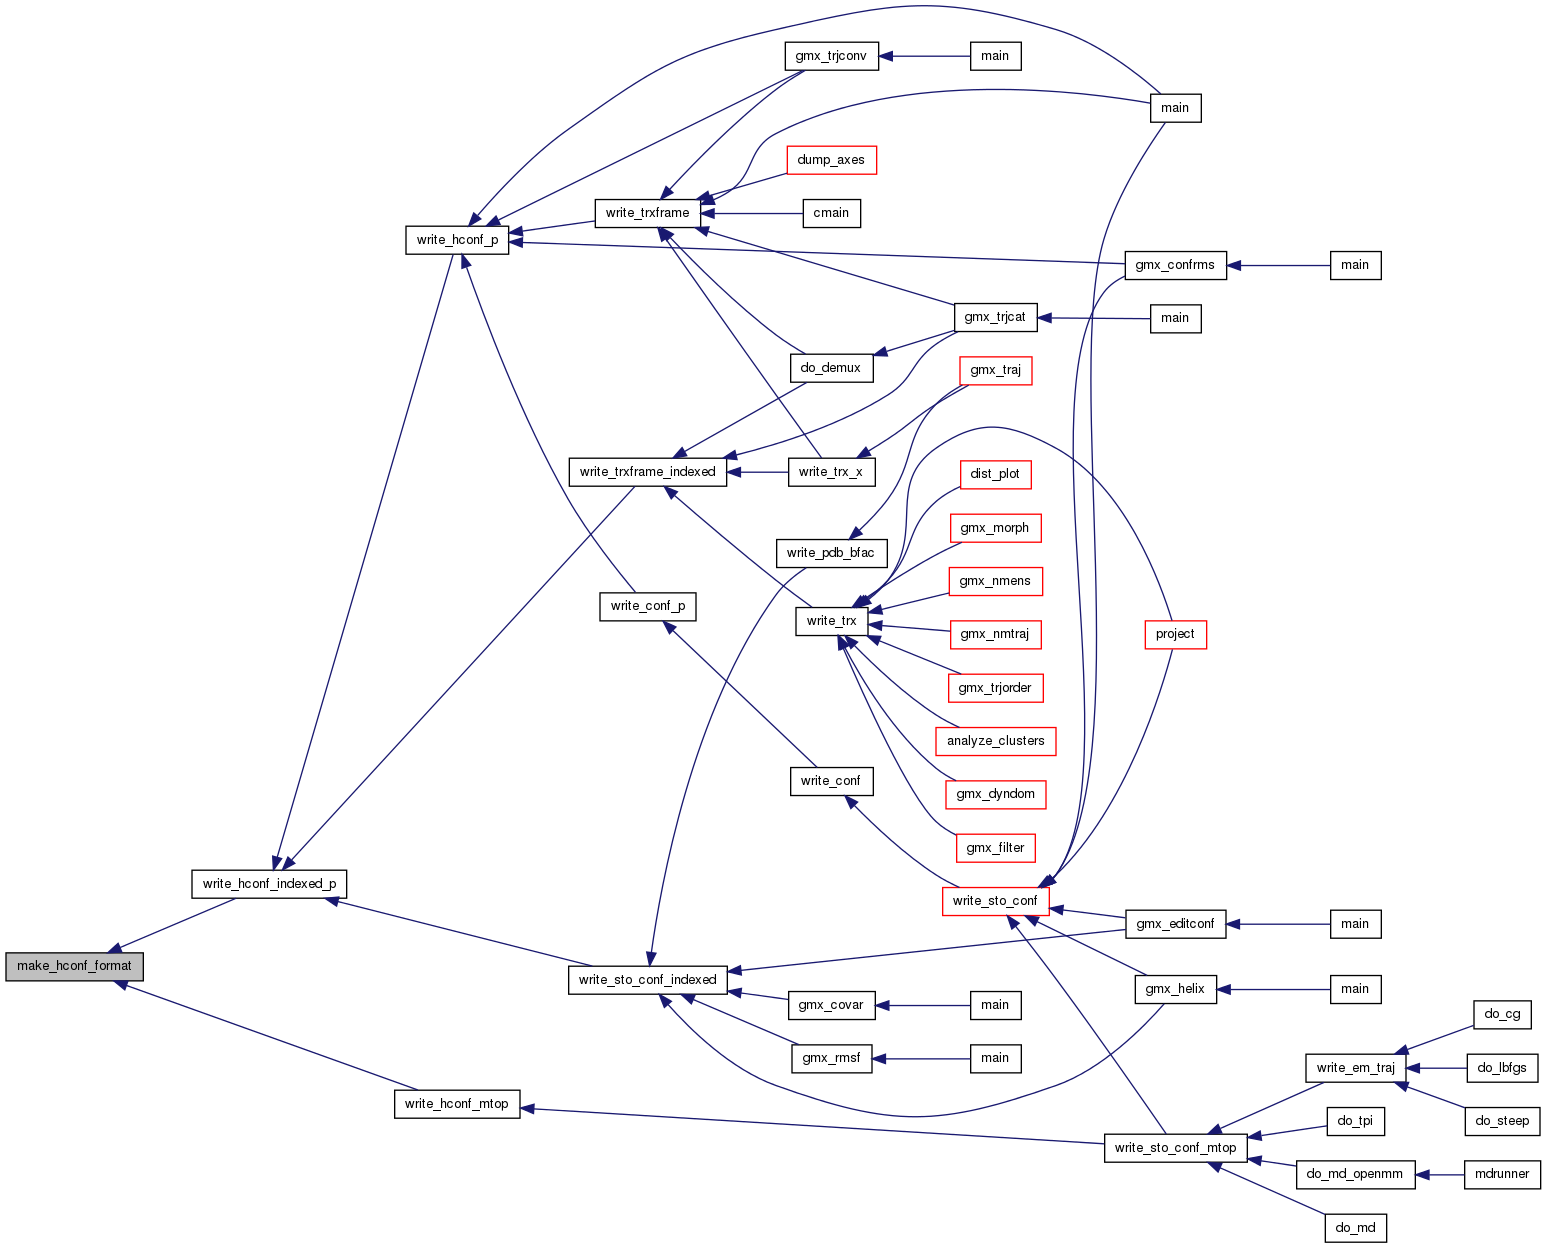 gmx_trjconv
main
main
dump_axes
write_trxframe
cmain
write_hconf_p
gmx_confrms
main
gmx_trjcat
main
do_demux
gmx_traj
write_trxframe_indexed
write_trx_x
dist_plot
gmx_morph
write_pdb_bfac
gmx_nmens
write_conf_p
write_trx
gmx_nmtraj
project
gmx_trjorder
analyze_clusters
write_conf
gmx_dyndom
gmx_filter
write_hconf_indexed_p
write_sto_conf
gmx_editconf
main
make_hconf_format
write_sto_conf_indexed
gmx_helix
main
gmx_covar
main
do_cg
gmx_rmsf
main
write_em_traj
do_lbfgs
write_hconf_mtop
do_steep
do_tpi
write_sto_conf_mtop
do_md_openmm
mdrunner
do_md